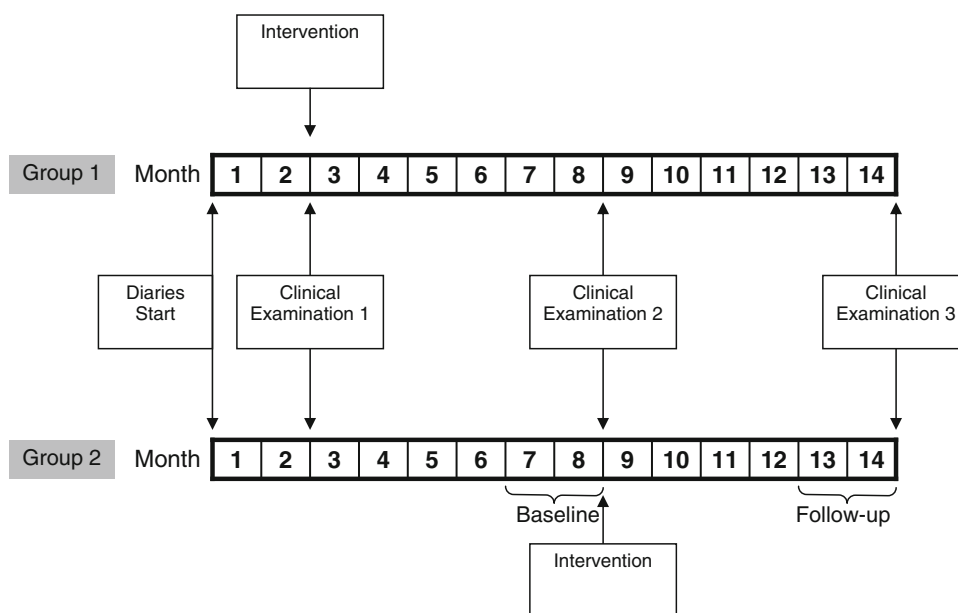 Intervention
Group 1 Month 1 2 3 4 5 6 7 8 9 10 11 12 13 14
Diaries
Start
Clinical
Examination 1
Clinical
Examination 2
Clinical
Examination 3
Group 2 Month 1 2 3 4 5 6 7 8 9 10 11 12 13 14
Baseline
Follow-up
Intervention